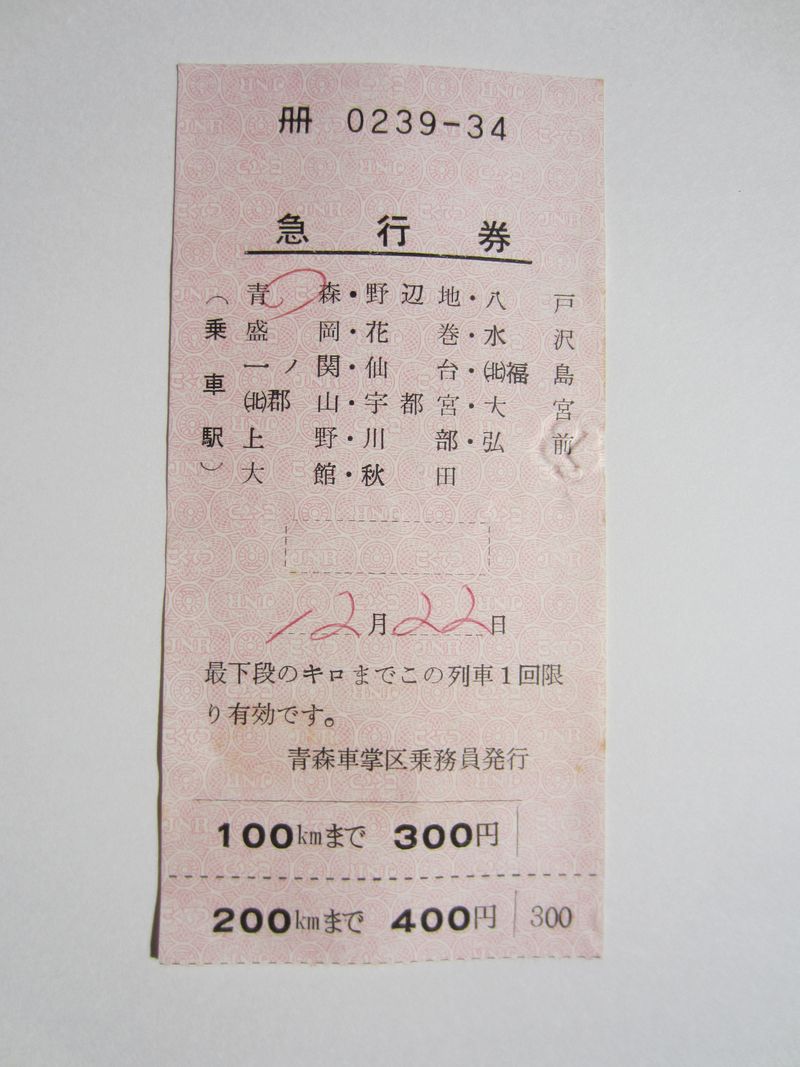 冊 0239-34
急行券
（乗車駅）
青森・野辺地・八戸
盛岡・花巻・水沢
一ノ関・仙台・㈹福島
㈹郡山・宇都宮・大宮
上野・川部・弘前
大館・秋田
12月22日
最下段のキロまでこの列車1回限
り有効です。
青森車掌区乗務員発行
100kmまで 300円
200kmまで 400円 300